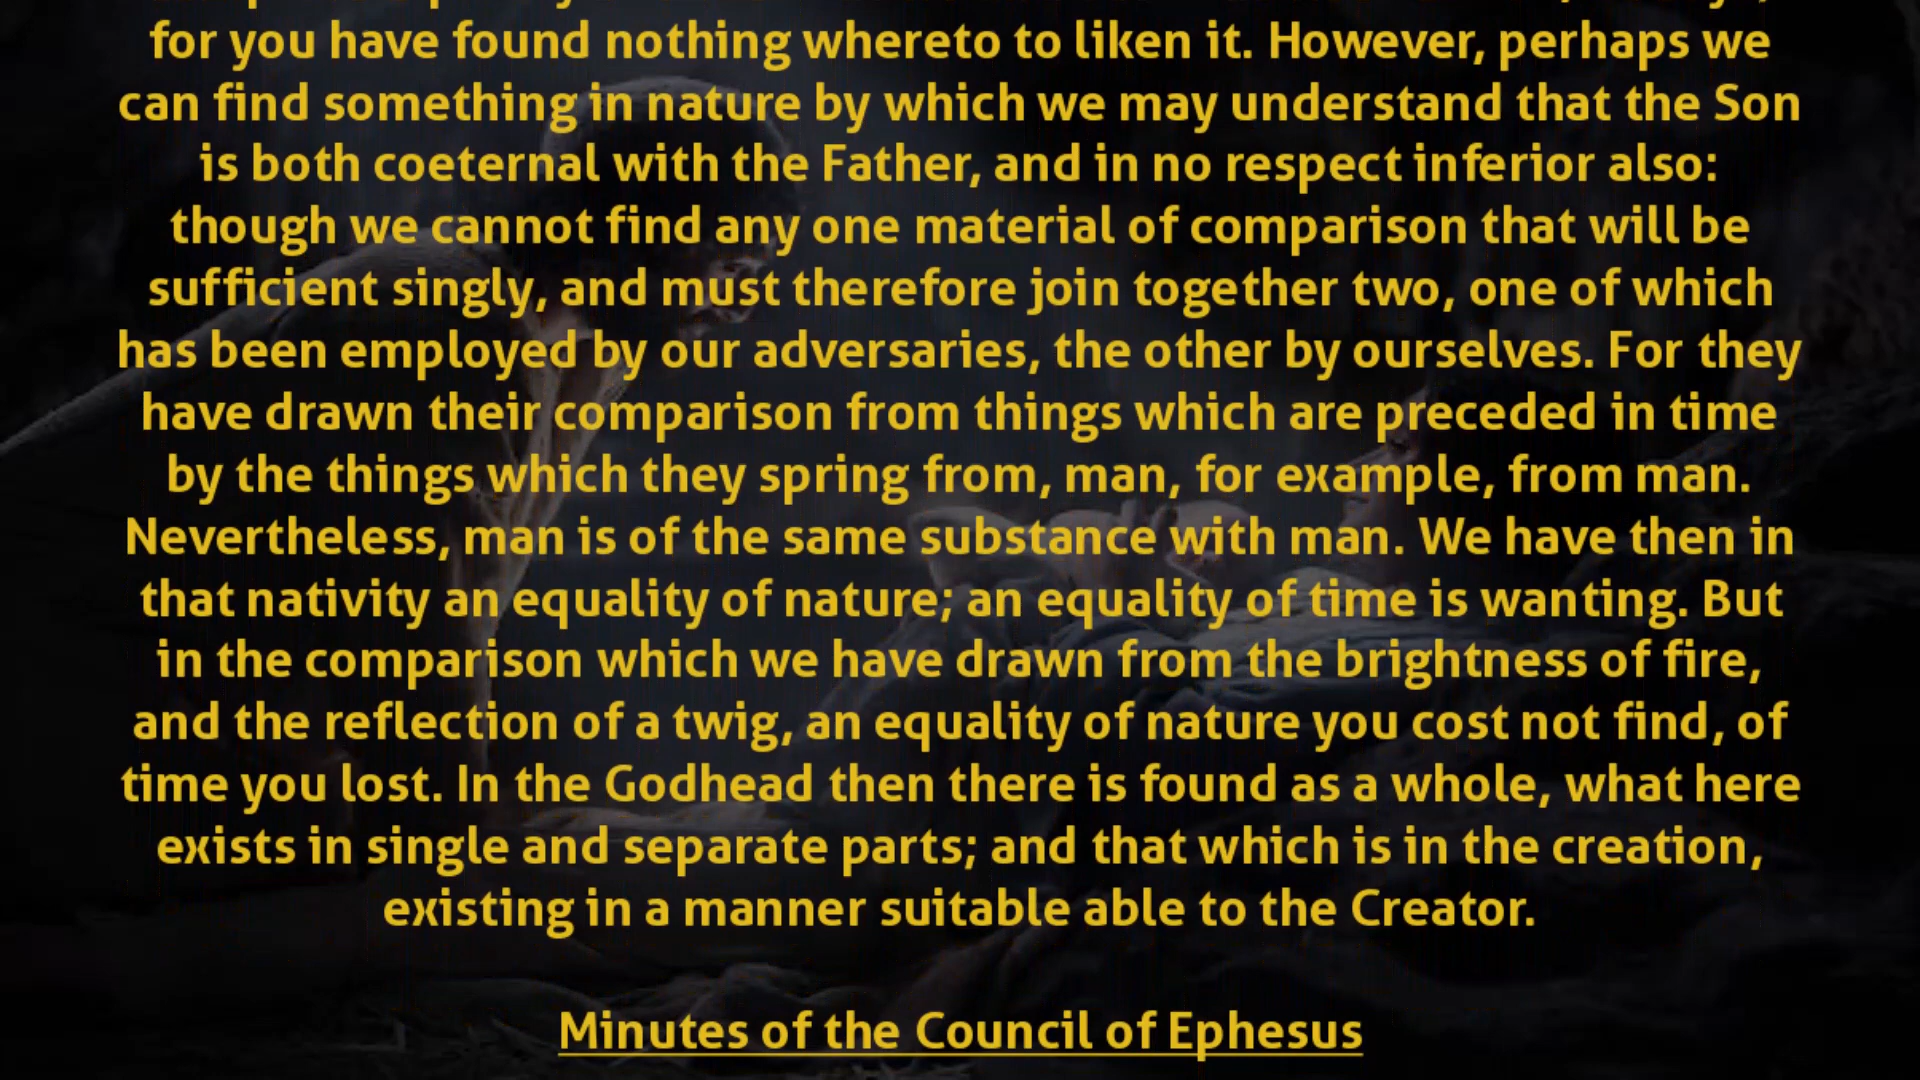 for you have found nothing whereto to liken it. However, perhaps we
can find something in nature by which we may understand that the Son
is both coeternal with the Father, and in no respect inferior also:
though we cannot find any one material of comparison that will be
sufficient singly, and must therefore join together two, one of which
has been employed by our adversaries, the other by ourselves. For they
have drawn their comparison from things which are preceded in time
by the things which they spring from, man, for example, from man.
Nevertheless, man is of the same substance with man. We have then in
that nativity an equality of nature; an equality of time is wanting. But
in the comparison which we have drawn from the brightness of fire,
and the reflection of a twig, an equality of nature you cost not find, of
time you lost. In the Godhead then there is found as a whole, what here
exists in single and separate parts; and that which is in the creation,
existing in a manner suitable able to the Creator.
Minutes of the Council of Ephesus